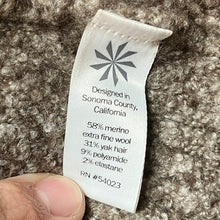 Designed in
Sonoma County,
California
58% merino
extra fine wool
31% yak hair
9% polyamide
2% elastane
RN #54023